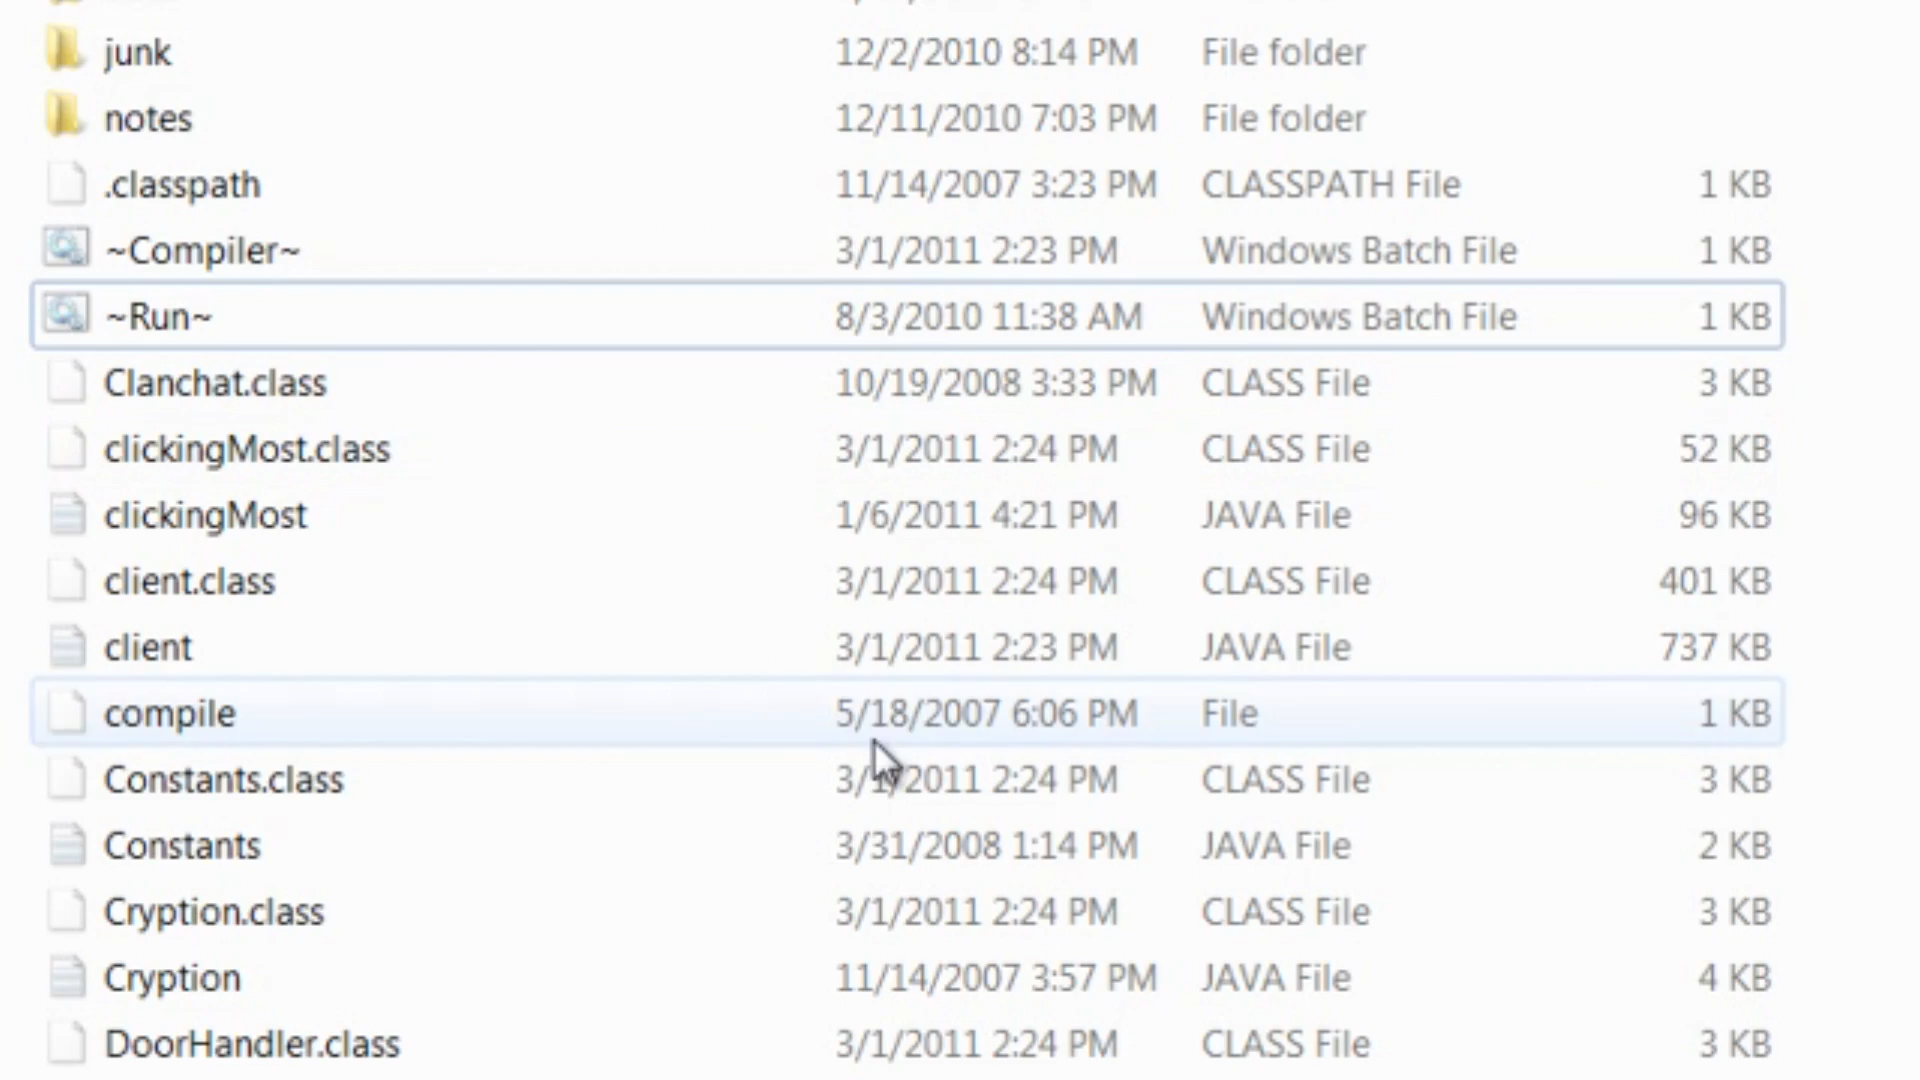 junk 12/2/2010 8:14 PM File folder
notes 12/11/2010 7:03 PM File folder
.classpath 11/14/2007 3:23 PM CLASSPATH File 1 KB
~Compiler~ 3/1/2011 2:23 PM Windows Batch File 1 KB
~Run~ 8/3/2010 11:38 AM Windows Batch File 1 KB
Clanchat.class 10/19/2008 3:33 PM CLASS File 3 KB
clickingMost.class 3/1/2011 2:24 PM CLASS File 52 KB
clickingMost 1/6/2011 4:21 PM JAVA File 96 KB
client.class 3/1/2011 2:24 PM CLASS File 401 KB
client 3/1/2011 2:23 PM JAVA File 737 KB
compile 5/18/2007 6:06 PM File 1 KB
Constants.class 3/1/2011 2:24 PM CLASS File 3 KB
Constants 3/31/2008 1:14 PM JAVA File 2 KB
Cryption.class 3/1/2011 2:24 PM CLASS File 3 KB
Cryption 11/14/2007 3:57 PM JAVA File 4 KB
DoorHandler.class 3/1/2011 2:24 PM CLASS File 3 KB